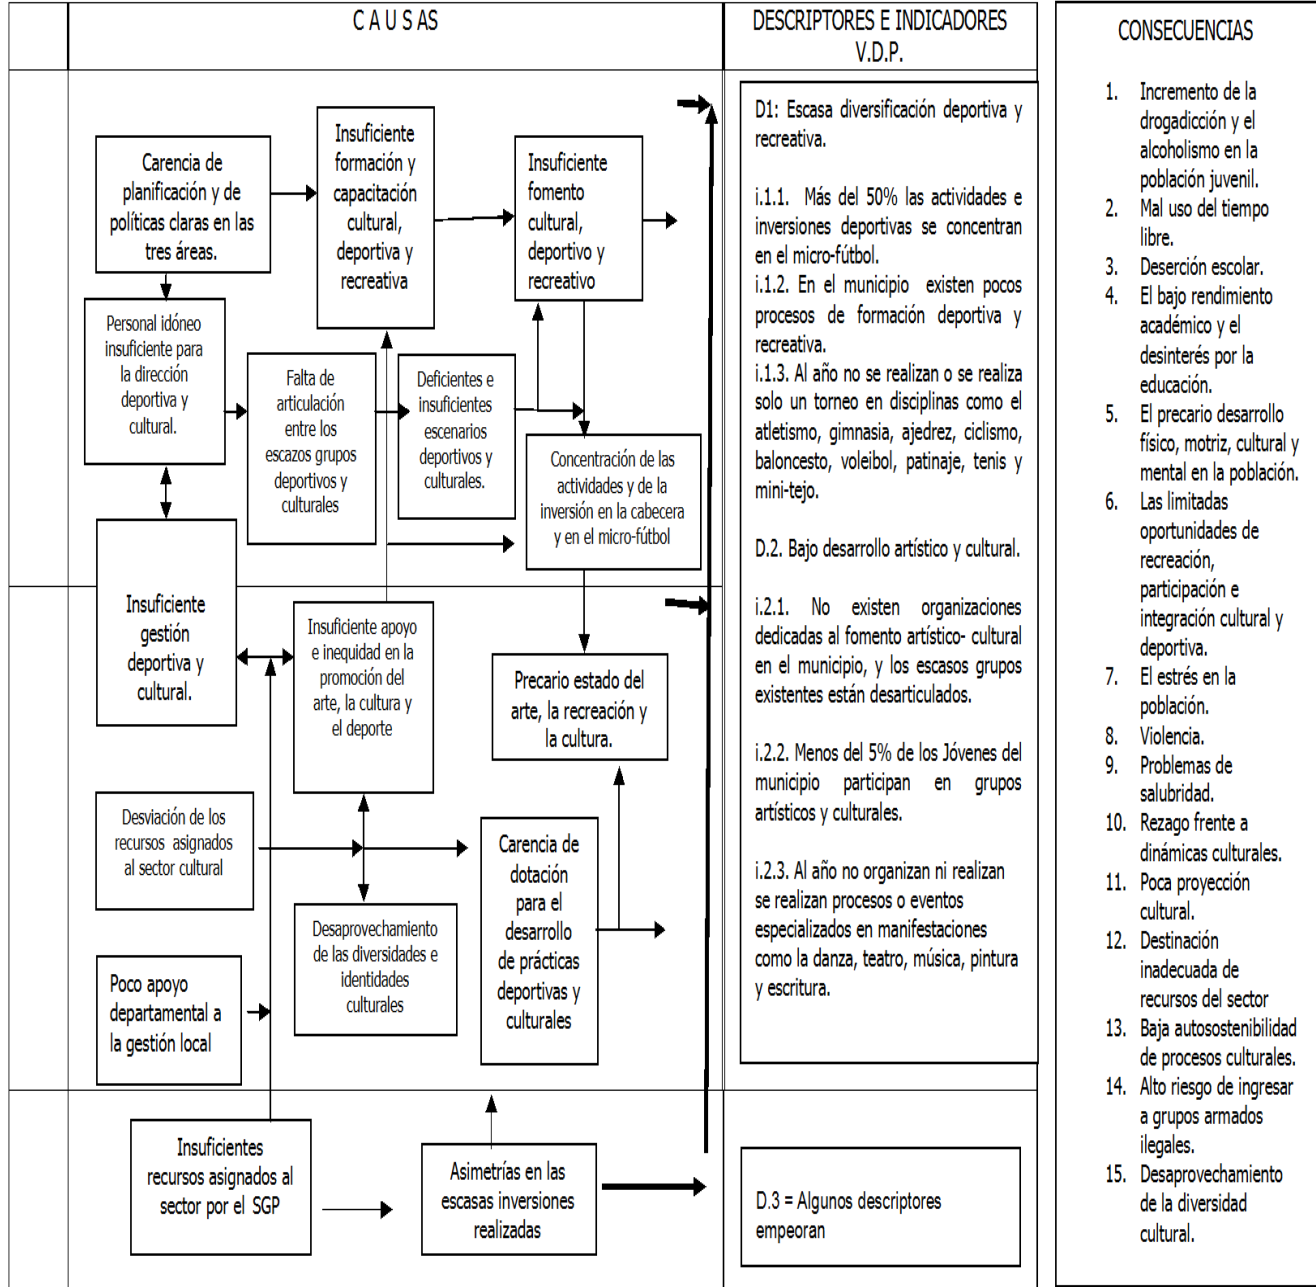 C A U S AS
DESCRIPTORES E INDICADORES
V.D.P.
CONSECUENCIAS
Carencia de
planificación y de
políticas claras en las
tres áreas.
Insuficiente
formación y
capacitación
cultural,
deportiva y
recreativa
Insuficiente
fomento
cultural,
deportivo y
recreativo
Personal idóneo
insuficiente para
la dirección
deportiva y
cultural.
Falta de
articulación
entre los
escazos grupos
deportivos y
culturales
Deficientes e
insuficientes
escenarios
deportivos y
culturales.
Concentración de las
actividades y de la
inversión en la cabecera
y en el micro-fútbol
Insuficiente
gestión
deportiva y
cultural.
Insuficiente apoyo
e inequidad en la
promoción del
arte, la cultura y
el deporte
Precario estado del
arte, la recreación y
la cultura.
Desviación de los
recursos asignados
al sector cultural
Carencia de
dotación
para el
desarrollo
de prácticas
deportivas y
culturales
Desaprovechamiento
de las diversidades e
identidades
culturales
Poco apoyo
departamental a
la gestión local
Insuficientes
recursos asignados al
sector por el SGP
Asimetrías en las
escasas inversiones
realizadas
D1: Escasa diversificación deportiva y
recreativa.
i.1.1. Más del 50% las actividades e
inversiones deportivas se concentran
en el micro-fútbol.
i.1.2. En el municipio existen pocos
procesos de formación deportiva y
recreativa.
i.1.3. Al año no se realizan o se realiza
solo un torneo en disciplinas como el
atletismo, gimnasia, ajedrez, ciclismo,
baloncesto, voleibol, patinaje, tenis y
mini-tejo.
D.2. Bajo desarrollo artístico y cultural.
i.2.1. No existen organizaciones
dedicadas al fomento artístico- cultural
en el municipio, y los escasos grupos
existentes están desarticulados.
i.2.2. Menos del 5% de los Jóvenes del
municipio participan en grupos
artísticos y culturales.
i.2.3. Al año no organizan ni realizan
se realizan procesos o eventos
especializados en manifestaciones
como la danza, teatro, música, pintura
y escritura.
D.3 = Algunos descriptores
empeoran
1. Incremento de la
drogadicción y el
alcoholismo en la
población juvenil.
2. Mal uso del tiempo
libre.
3. Deserción escolar.
4. El bajo rendimiento
académico y el
desinterés por la
educación.
5. El precario desarrollo
físico, motriz, cultural y
mental en la población.
6. Las limitadas
oportunidades de
recreación,
participación e
integración cultural y
deportiva.
7. El estrés en la
población.
8. Violencia.
9. Problemas de
salubridad.
10. Rezago frente a
dinámicas culturales.
11. Poca proyección
cultural.
12. Destinación
inadecuada de
recursos del sector
13. Baja autosostenibilidad
de procesos culturales.
14. Alto riesgo de ingresar
a grupos armados
ilegales.
15. Desaprovechamiento
de la diversidad
cultural.